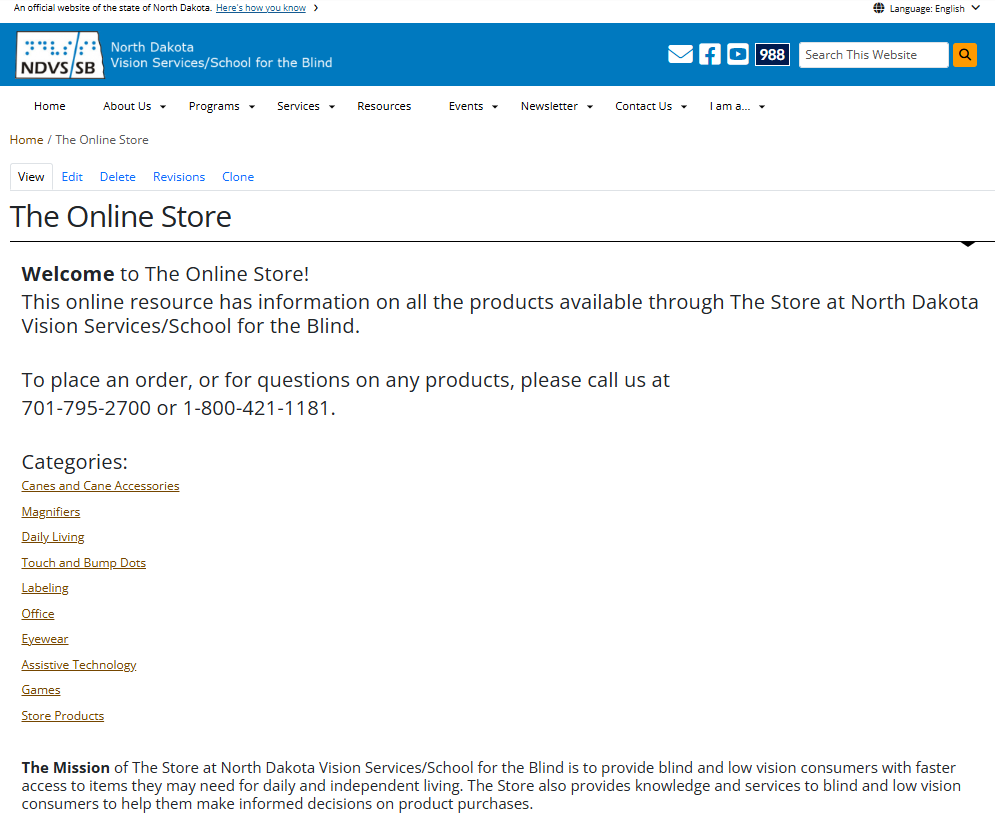 An official website of the state of North Dakota. Here's how you know
Language: English
NDVS SB
North Dakota
Vision Services/School for the Blind
988
Search This Website
Home About Us Programs Services Resources Events Newsletter Contact Us I am a...
Home / The Online Store
View Edit Delete Revisions Clone
The Online Store
Welcome to The Online Store!
This online resource has information on all the products available through The Store at North Dakota
Vision Services/School for the Blind.
To place an order, or for questions on any products, please call us at
701-795-2700 or 1-800-421-1181.
Categories:
Canes and Cane Accessories
Magnifiers
Daily Living
Touch and Bump Dots
Labeling
Office
Eyewear
Assistive Technology
Games
Store Products
The Mission of The Store at North Dakota Vision Services/School for the Blind is to provide blind and low vision consumers with faster
access to items they may need for daily and independent living. The Store also provides knowledge and services to blind and low vision
consumers to help them make informed decisions on product purchases.